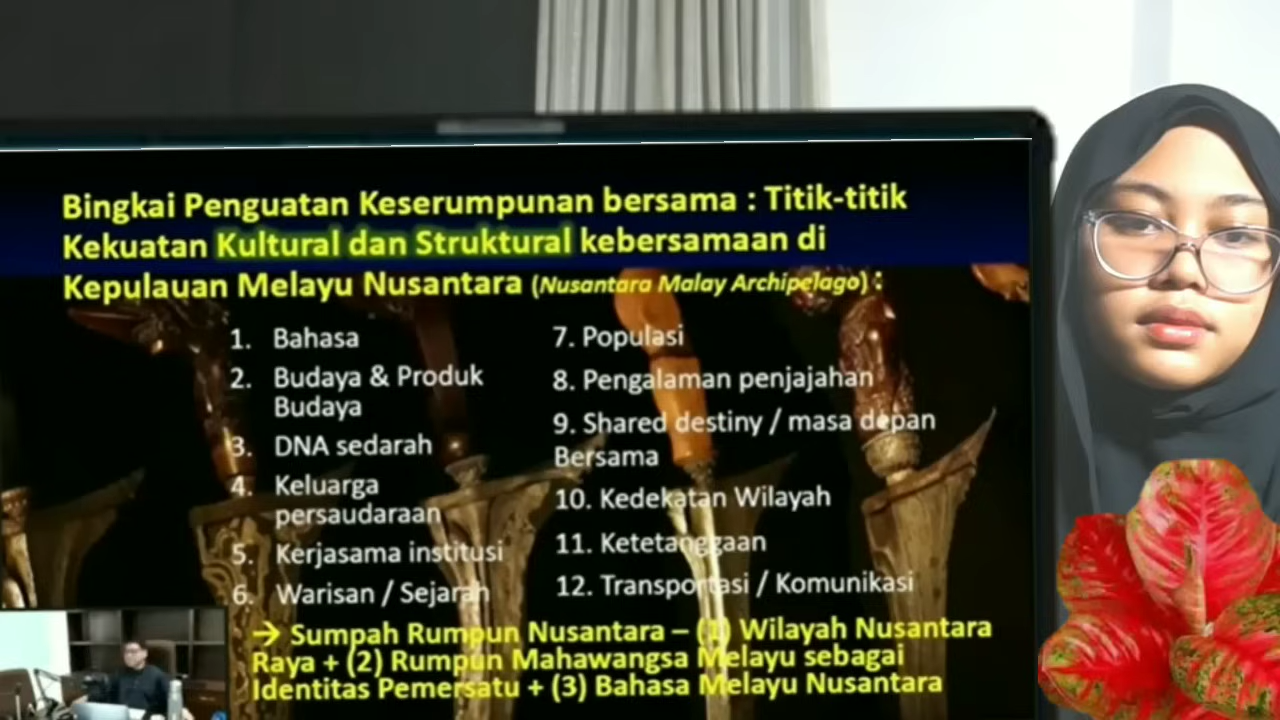 Bingkai Penguatan Keserumpunan bersama : Titik-titik
Kekuatan Kultural dan Struktural kebersamaan di
Kepulauan Melayu Nusantara (Nusantara Malay Archipelago) :
1. Bahasa
2. Budaya & Produk
Budaya
3. DNA sedarah
4. Keluarga
persaudaraan
5. Kerjasama institusi
6. Warisan / Sejarah
7. Populasi
8. Pengalaman penjajahan
9. Shared destiny / masa depan
Bersama
10. Kedekatan Wilayah
11. Ketetanggaan
12. Transportasi / Komunikasi
→ Sumpah Rumpun Nusantara – (1) Wilayah Nusantara
Raya + (2) Rumpun Mahawangsa Melayu sebagai
Identitas Pemersatu + (3) Bahasa Melayu Nusantara